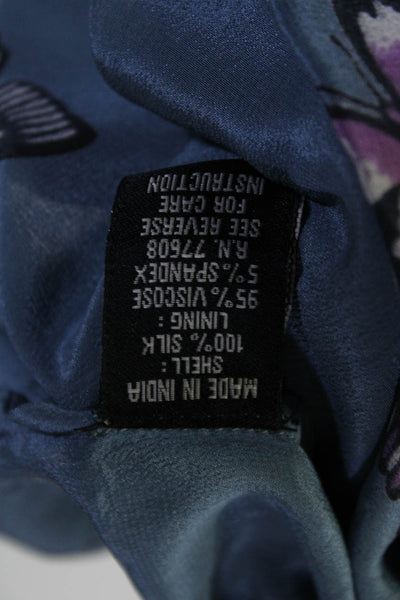 MADE IN INDIA
SHELL :
100% SILK
LINING :
95% VISCOSE
5% SPANDEX
R.N. 77608
SEE REVERSE
FOR CARE
INSTRUCTION